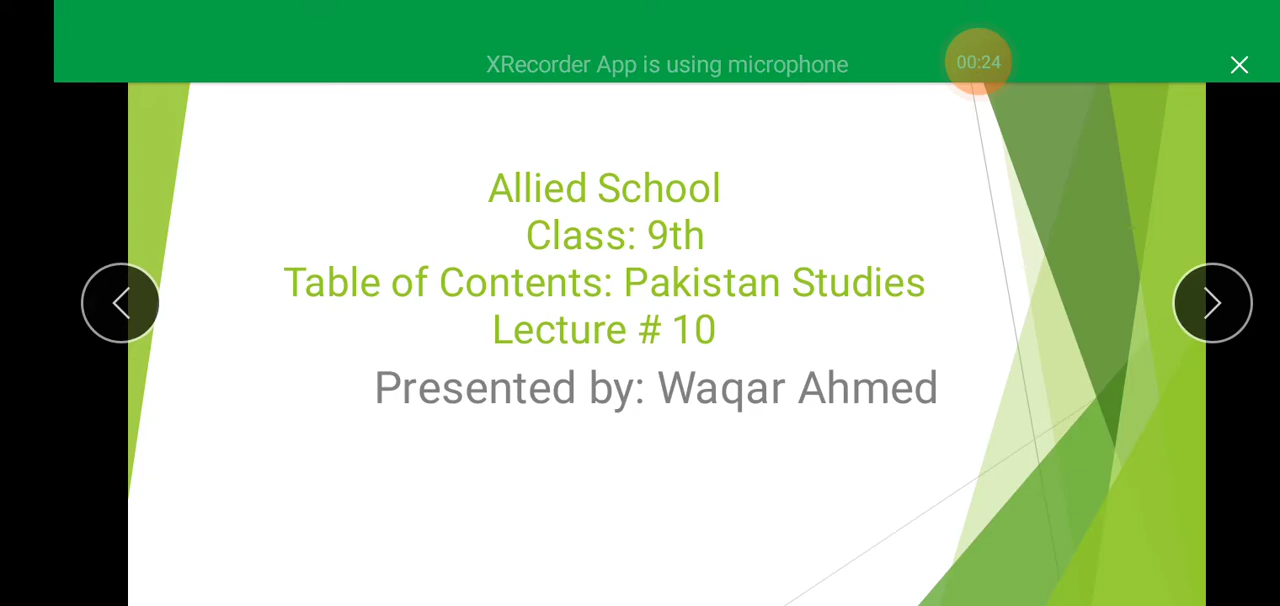 XRecorder App is using microphone
00:24
Allied School
Class: 9th
Table of Contents: Pakistan Studies
Lecture # 10
Presented by: Waqar Ahmed